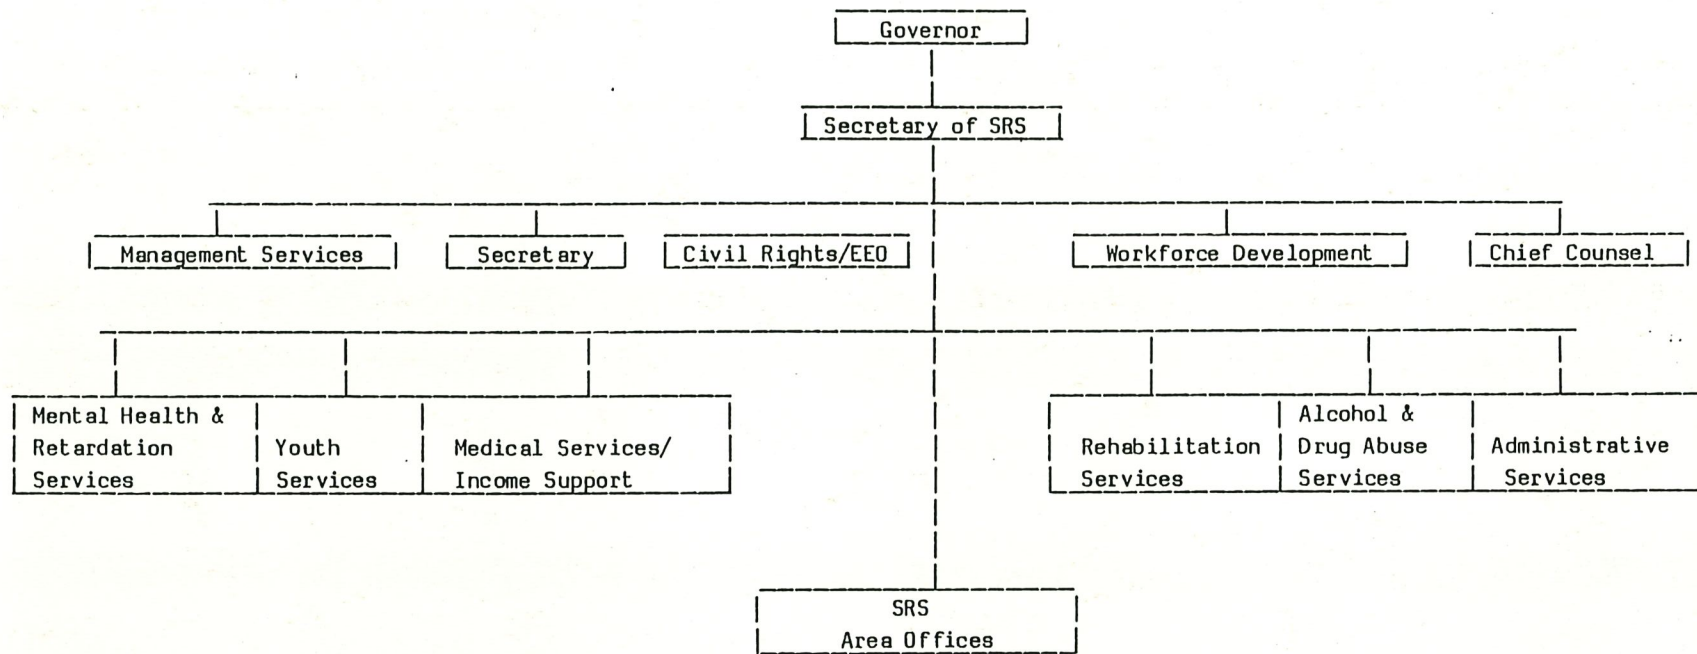 Governor
Secretary of SRS
Management Services
Secretary
Civil Rights/EEO
Workforce Development
Chief Counsel
Mental Health &
Retardation
Services
Youth
Services
Medical Services/
Income Support
Rehabilitation
Services
Alcohol &
Drug Abuse
Services
Administrative
Services
SRS
Area Offices